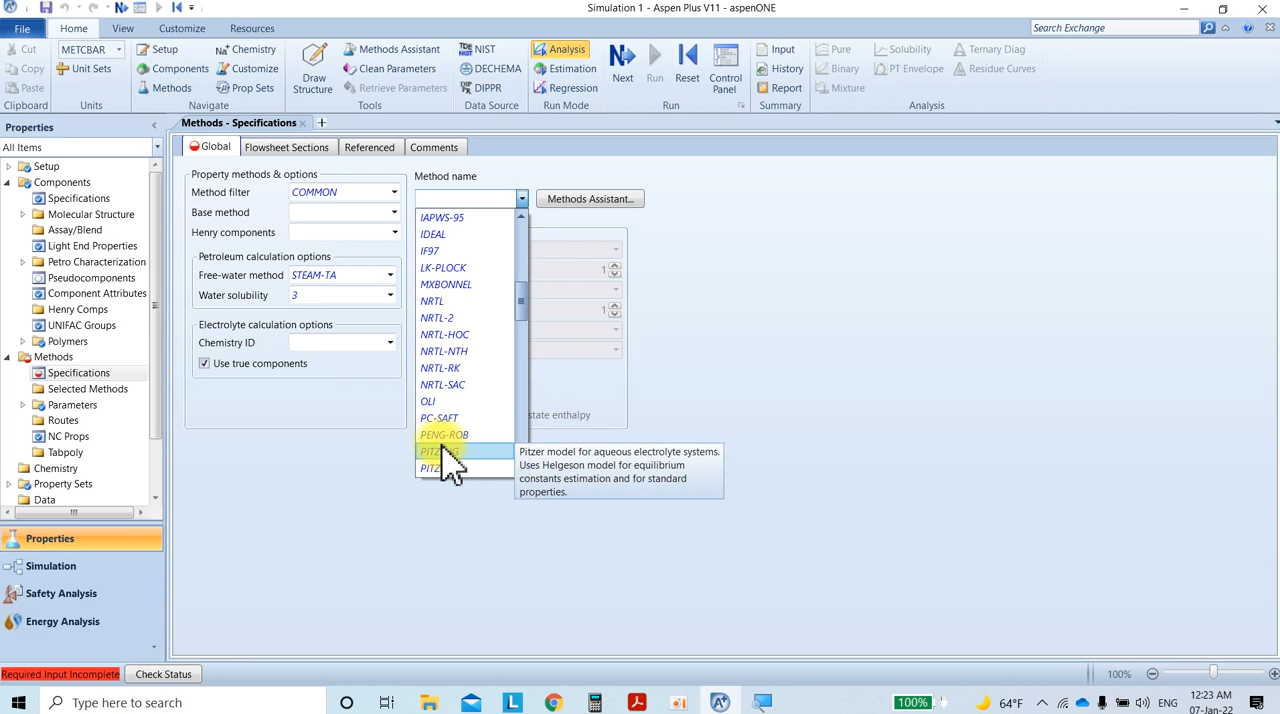 Simulation 1 - Aspen Plus V11 - aspenONE
File Home View Customize Resources Search Exchange
Cut METCBAR Setup Chemistry Methods Assistant NIST Analysis Input Pure Solubility Ternary Diag
Copy Unit Sets Components Customize Clean Parameters DECHEMA Estimation History Binary PT Envelope Residue Curves
Paste Methods Prop Sets Draw Structure Retrieve Parameters DIPPR Regression Next Run Reset Control Panel Report Mixture
Clipboard Units Navigate Tools Data Source Run Mode Run Summary Analysis
Properties
All Items
Setup
Components
Specifications
Molecular Structure
Assay/Blend
Light End Properties
Petro Characterization
Pseudocomponents
Component Attributes
Henry Comps
UNIFAC Groups
Polymers
Methods
Specifications
Selected Methods
Parameters
Routes
NC Props
Tabpoly
Chemistry
Property Sets
Data
Properties
Simulation
Safety Analysis
Energy Analysis
Methods - Specifications
Global Flowsheet Sections Referenced Comments
Property methods & options
Method filter COMMON
Base method
Henry components
Petroleum calculation options
Free-water method STEAM-TA
Water solubility 3
Electrolyte calculation options
Chemistry ID
Use true components
Method name
Methods Assistant...
IAPWS-95
IDEAL
IF97
LK-PLOCK
MXBONNEL
NRTL
NRTL-2
NRTL-HOC
NRTL-NTH
NRTL-RK
NRTL-SAC
OLI
PC-SAFT
PENG-ROB
1
1
state enthalpy
Pitzer model for aqueous electrolyte systems.
Uses Helgeson model for equilibrium
constants estimation and for standard
properties.
Required Input Incomplete Check Status 100%
Type here to search 100% 64°F ENG 12:23 AM
07-Jan-22